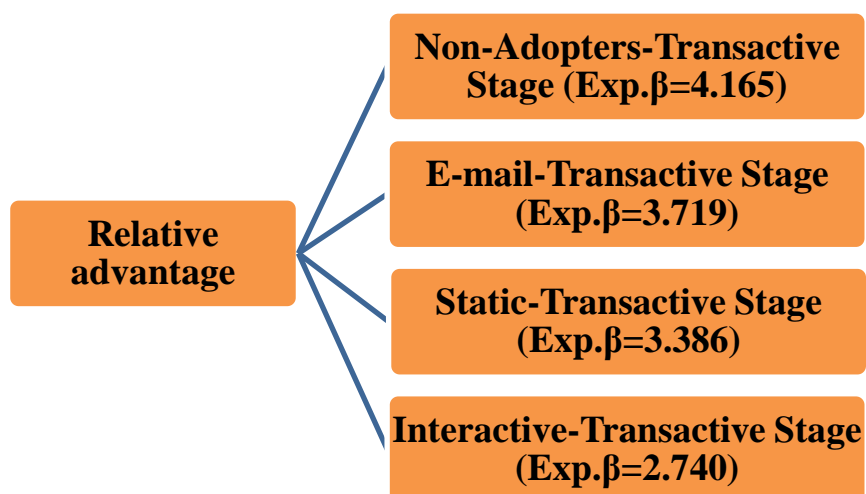 Non-Adopters-Transactive
Stage (Exp.β=4.165)
E-mail-Transactive Stage
(Exp.β=3.719)
Relative
advantage
Static-Transactive Stage
(Exp.β=3.386)
Interactive-Transactive Stage
(Exp.β=2.740)